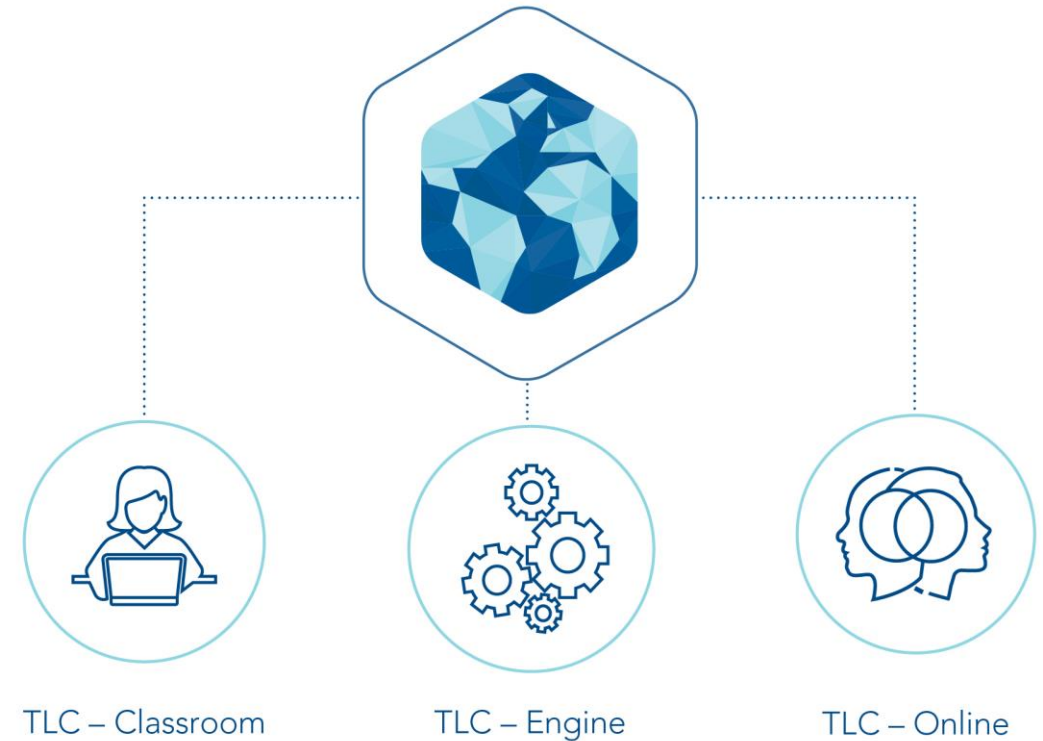 TLC – Classroom
TLC – Engine
TLC – Online